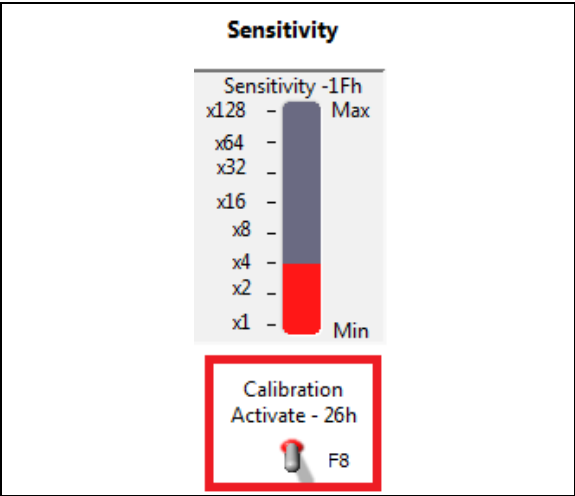 Sensitivity
Sensitivity -1Fh
x128 Max
x64
x32
x16
x8
x4
x2
x1 Min
Calibration
Activate - 26h
F8